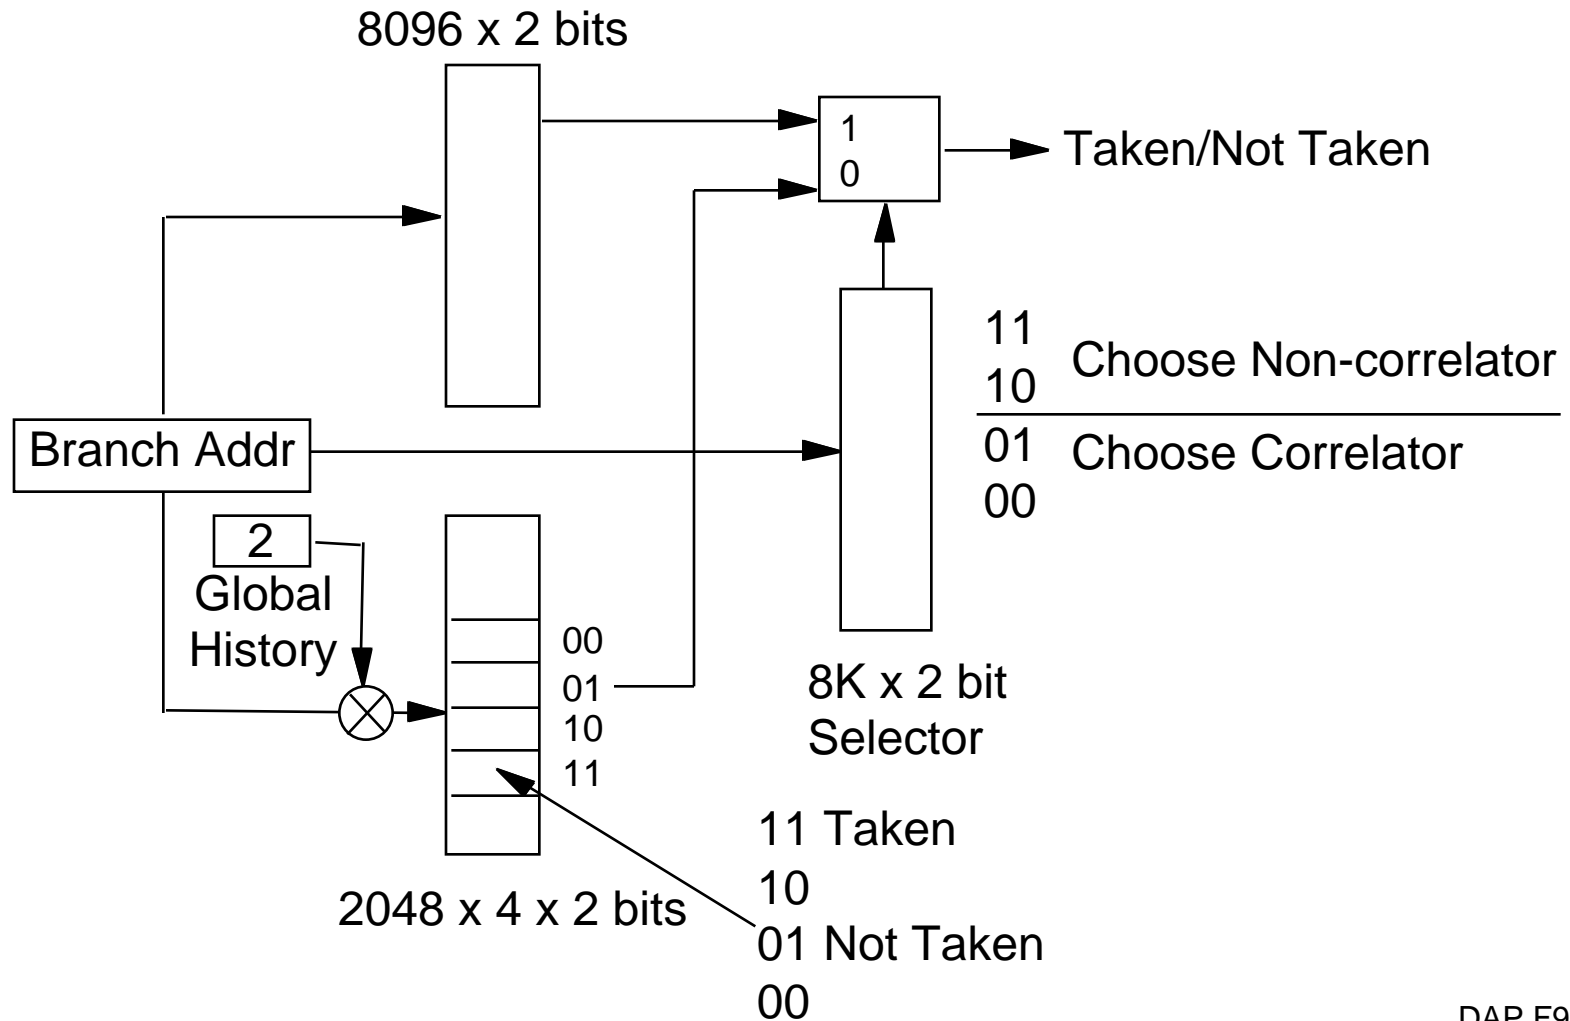 8096 x 2 bits
1
0
Taken/Not Taken
11
10
Choose Non-correlator
01
00
Choose Correlator
Branch Addr
2
Global
History
00
01
10
11
8K x 2 bit
Selector
2048 x 4 x 2 bits
11 Taken
10
01 Not Taken
00